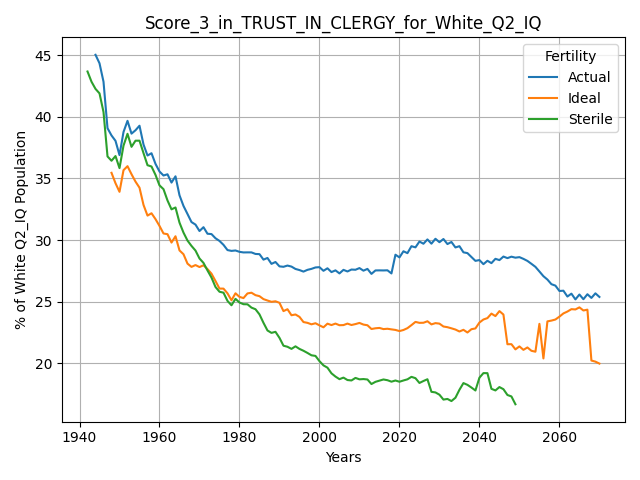 Score_3_in_TRUST_IN_CLERGY_for_White_Q2_IQ
Fertility
Actual
Ideal
Sterile
% of White Q2_IQ Population
45
40
35
30
25
20
1940
1960
1980
2000
2020
2040
2060
Years